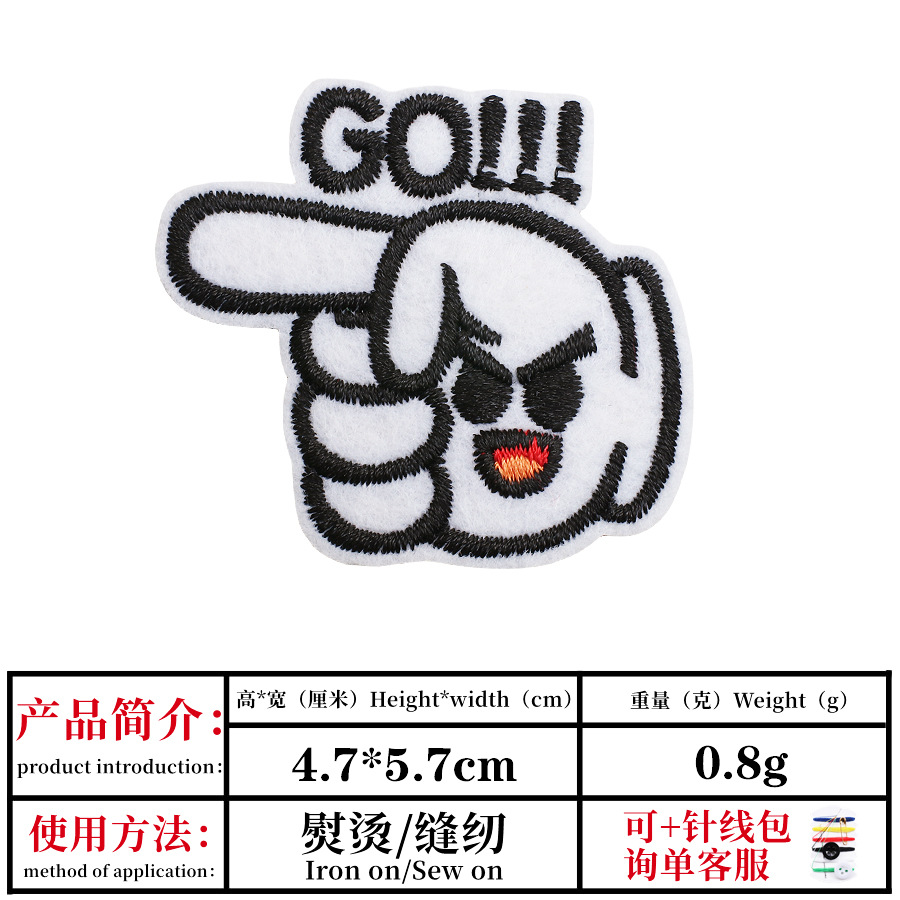 GO!!!
产品简介：
product introduction：
高*宽（厘米）Height*width（cm）
重量（克）Weight（g）
4.7*5.7cm
0.8g
使用方法：
method of application：
熨烫/缝纫
Iron on/Sew on
可+针线包
询单客服